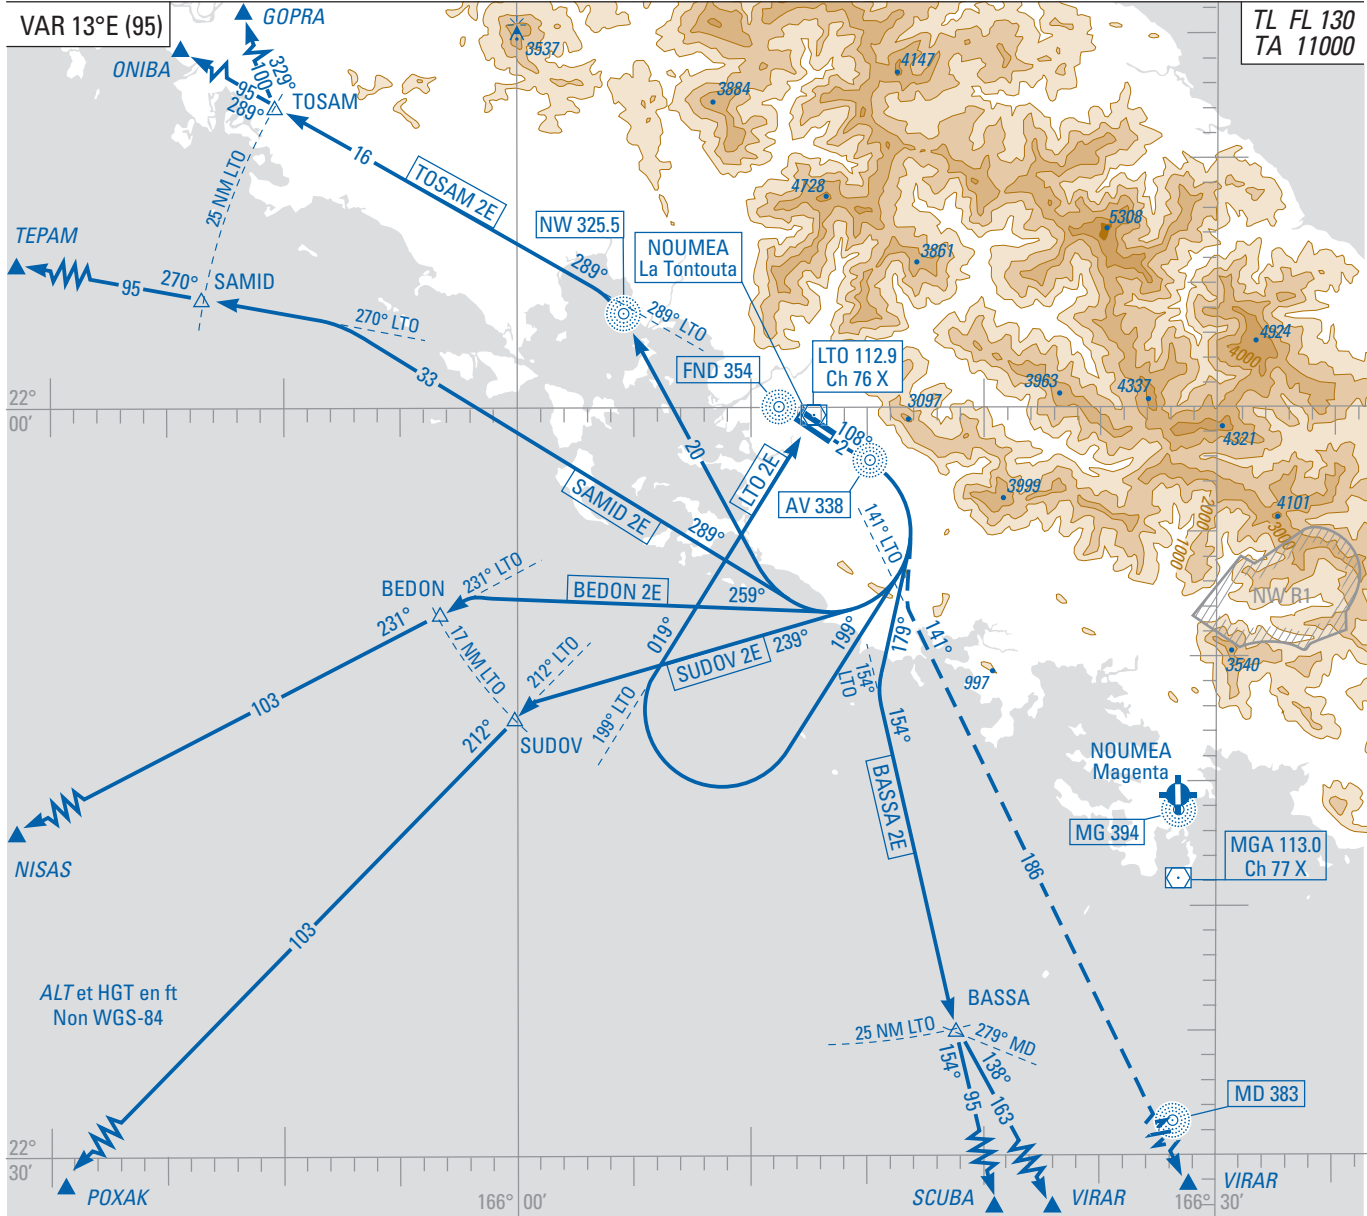 VAR 13°E (95)
GOPRA
ONIBA
329°
100
95
289°
TOSAM
3537
3884
4147
TL FL 130
TA 11000
16
TOSAM 2E
25 NM LTO
NW 325.5
NOUMEA
La Tontouta
4728
3861
5308
TEPAM
95
270°
SAMID
289°
289° LTO
270° LTO
33
FND 354
LTO 112.9
Ch 76 X
4924
4000
3963
4337
3097
4321
22°
00'
108°
2
20
LTO 2E
AV 338
3999
4101
2000
1000
3000
SAMID 2E
289°
141° LTO
231° LTO
BEDON
BEDON 2E
259°
NW R1
231°
17 NM LTO
019°
212° LTO
SUDOV 2E
239°
199°
179°
141°
3540
154°
LTO
997
199° LTO
103
212°
SUDOV
154°
NOUMEA
Magenta
BASSA 2E
MG 394
NISAS
186
MGA 113.0
Ch 77 X
103
ALT et HGT en ft
Non WGS-84
BASSA
25 NM LTO
279° MD
154°
138°
95
163
MD 383
22°
30'
POXAK
166° 00'
SCUBA
VIRAR
VIRAR
166° 30'